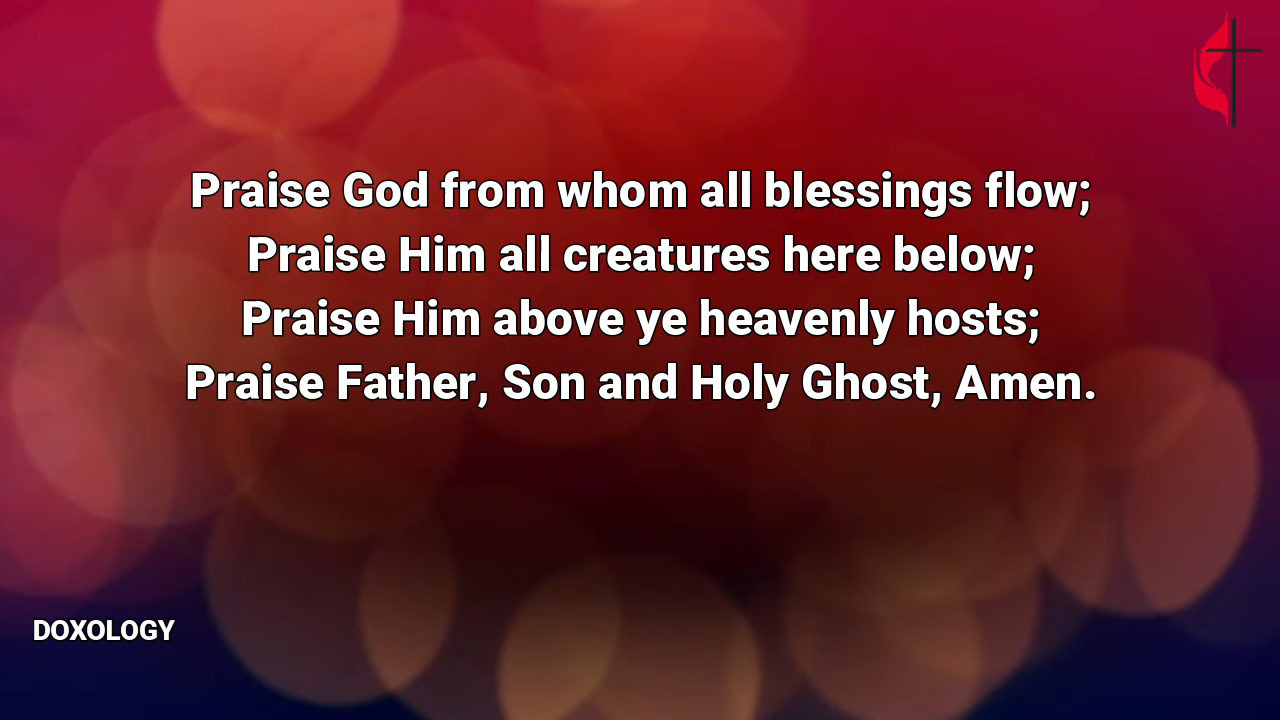 Praise God from whom all blessings flow;
Praise Him all creatures here below;
Praise Him above ye heavenly hosts;
Praise Father, Son and Holy Ghost, Amen.
DOXOLOGY